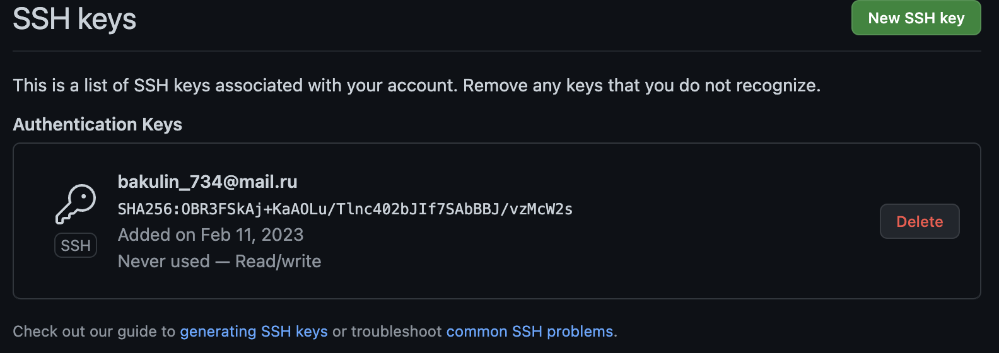 SSH keys
New SSH key
This is a list of SSH keys associated with your account. Remove any keys that you do not recognize.
Authentication Keys
bakulin_734@mail.ru
SHA256:OBR3FSkAj+KaAOLu/Tlnc402bJIf7SAbBBJ/vzMcW2s
Added on Feb 11, 2023
Never used — Read/write
SSH
Delete
Check out our guide to generating SSH keys or troubleshoot common SSH problems.